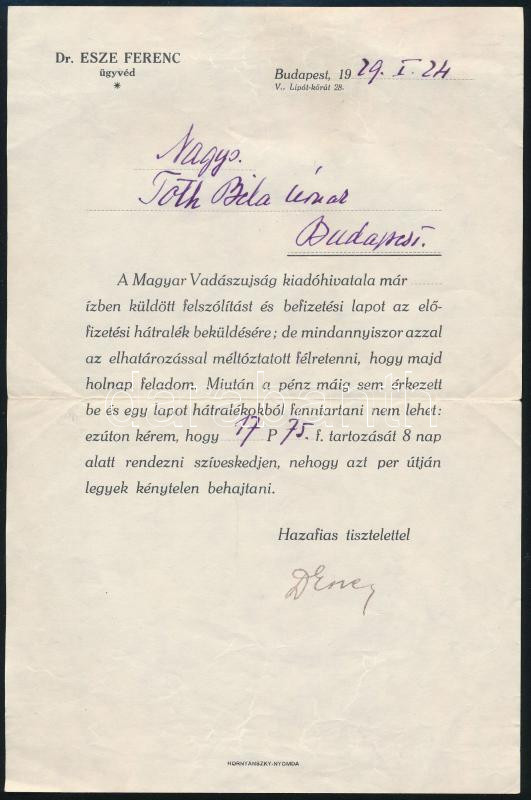 Dr. ESZE FERENC
ügyvéd
*
Budapest, 1929. I. 24
V., Lipót-körút 28.
Nagys.
Tóth Béla úrnak
Budapest.
A Magyar Vadászujság kiadóhivatala már ........
ízben küldött felszólítást és befizetési lapot az elő-
fizetési hátralék beküldésére; de mindannyiszor azzal
az elhatározással méltóztatott félretenni, hogy majd
holnap feladom. Miután a pénz máig sem érkezett
be és egy lapot hátralékokból fenntartani nem lehet:
ezúton kérem, hogy 17 P 75. f. tartozását 8 nap
alatt rendezni szíveskedjen, nehogy azt per útján
legyek kénytelen behajtani.
Hazafias tisztelettel
HORNYÁNSZKY-NYOMDA